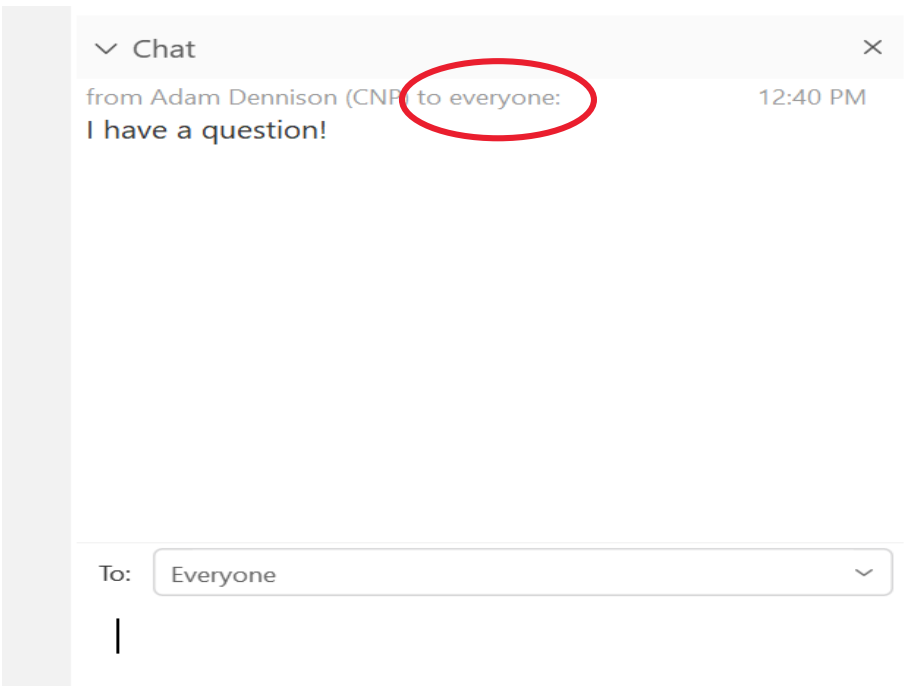 Chat
from Adam Dennison (CNP) to everyone: 12:40 PM
I have a question!
To: Everyone